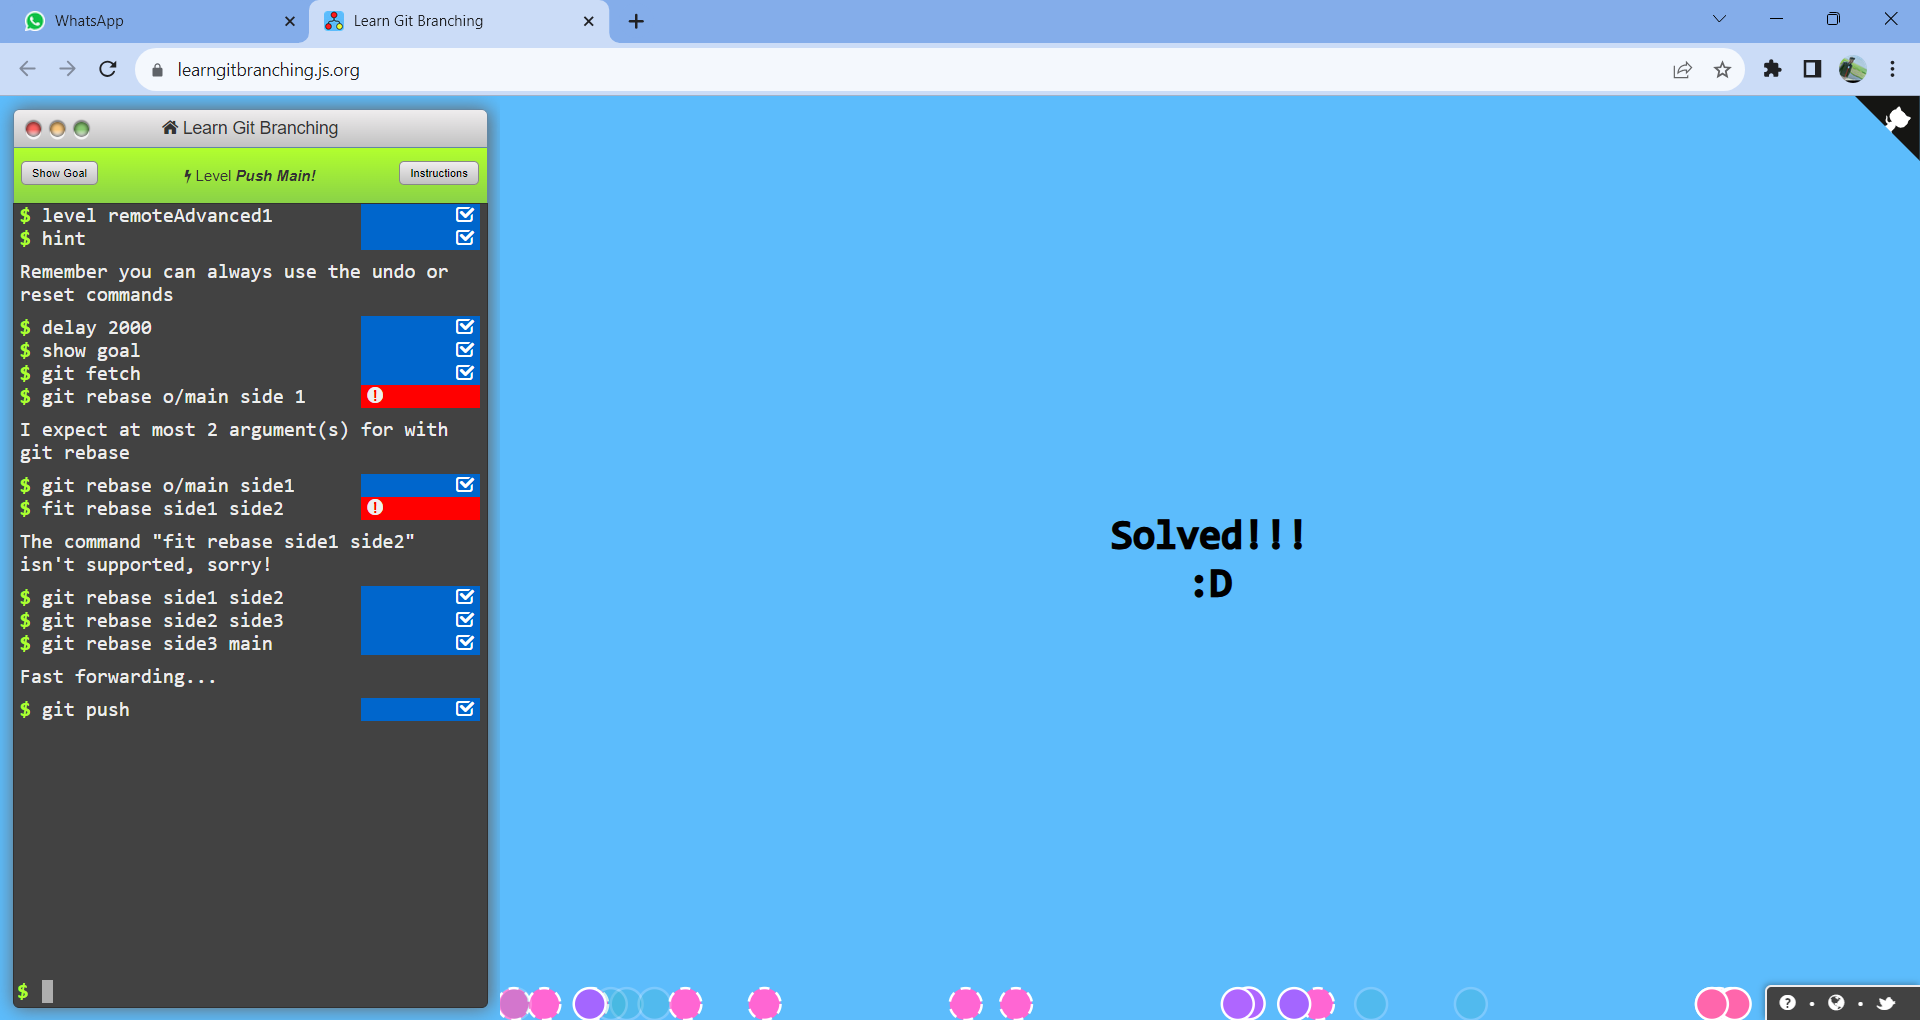 WhatsApp
Learn Git Branching
learngitbranching.js.org
Learn Git Branching
Show Goal
Level Push Main!
Instructions
$ level remoteAdvanced1
$ hint
Remember you can always use the undo or
reset commands
$ delay 2000
$ show goal
$ git fetch
$ git rebase o/main side 1
I expect at most 2 argument(s) for with
git rebase
$ git rebase o/main side1
$ fit rebase side1 side2
The command "fit rebase side1 side2"
isn't supported, sorry!
$ git rebase side1 side2
$ git rebase side2 side3
$ git rebase side3 main
Fast forwarding...
$ git push
$
Solved!!!
:D